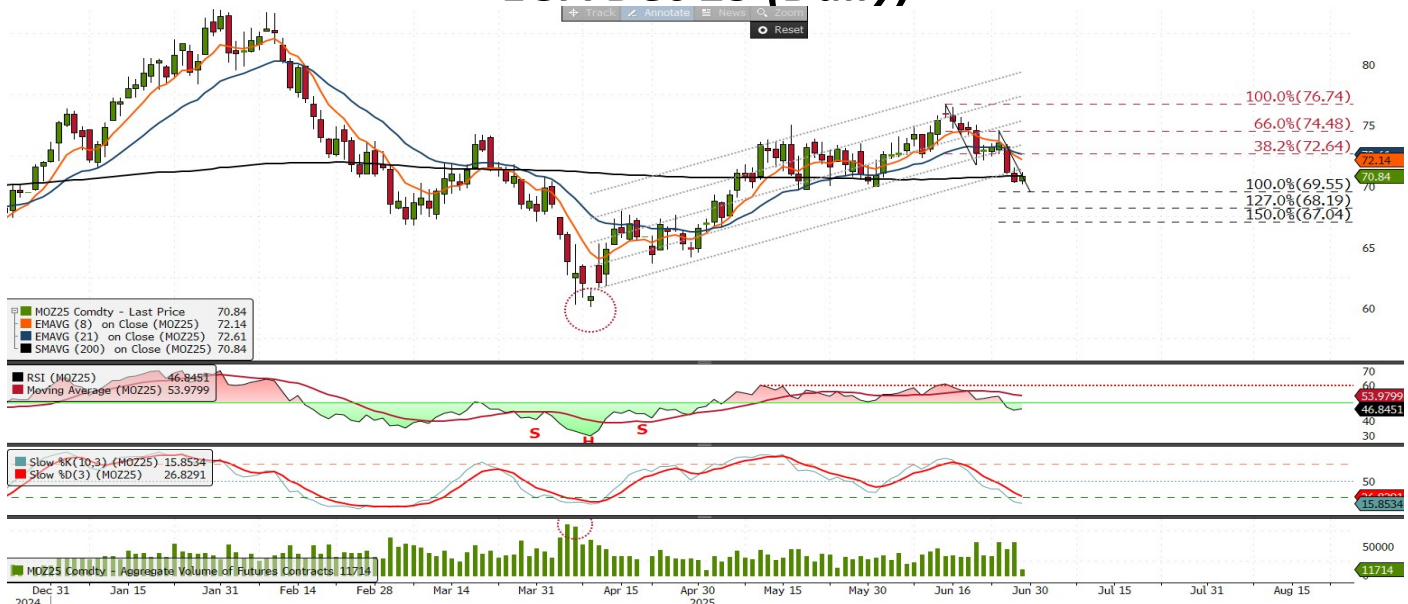 Track Annotate News Zoom
Reset
80
100.0%(76.74)
75
66.0%(74.48)
38.2%(72.64)
72.14
70.84
70
100.0%(69.55)
127.0%(68.19)
150.0%(67.04)
65
60
MOZ25 Comdty - Last Price 70.84
EMAVG (8) on Close (MOZ25) 72.14
EMAVG (21) on Close (MOZ25) 72.61
SMAVG (200) on Close (MOZ25) 70.84
RSI (MOZ25) 46.8451
Moving Average (MOZ25) 53.9799
70
60
53.9799
46.8451
40
30
S
H
S
Slow %K(10,3) (MOZ25) 15.8534
Slow %D(3) (MOZ25) 26.8291
50
26.8291
15.8534
MOZ25 Comdty - Aggregate Volume of Futures Contracts 11714
50000
11714
Dec 31 Jan 15 Jan 31 Feb 14 Feb 28 Mar 14 Mar 31 Apr 15 Apr 30 May 15 May 30 Jun 16 Jun 30 Jul 15 Jul 31 Aug 15
2024 2025